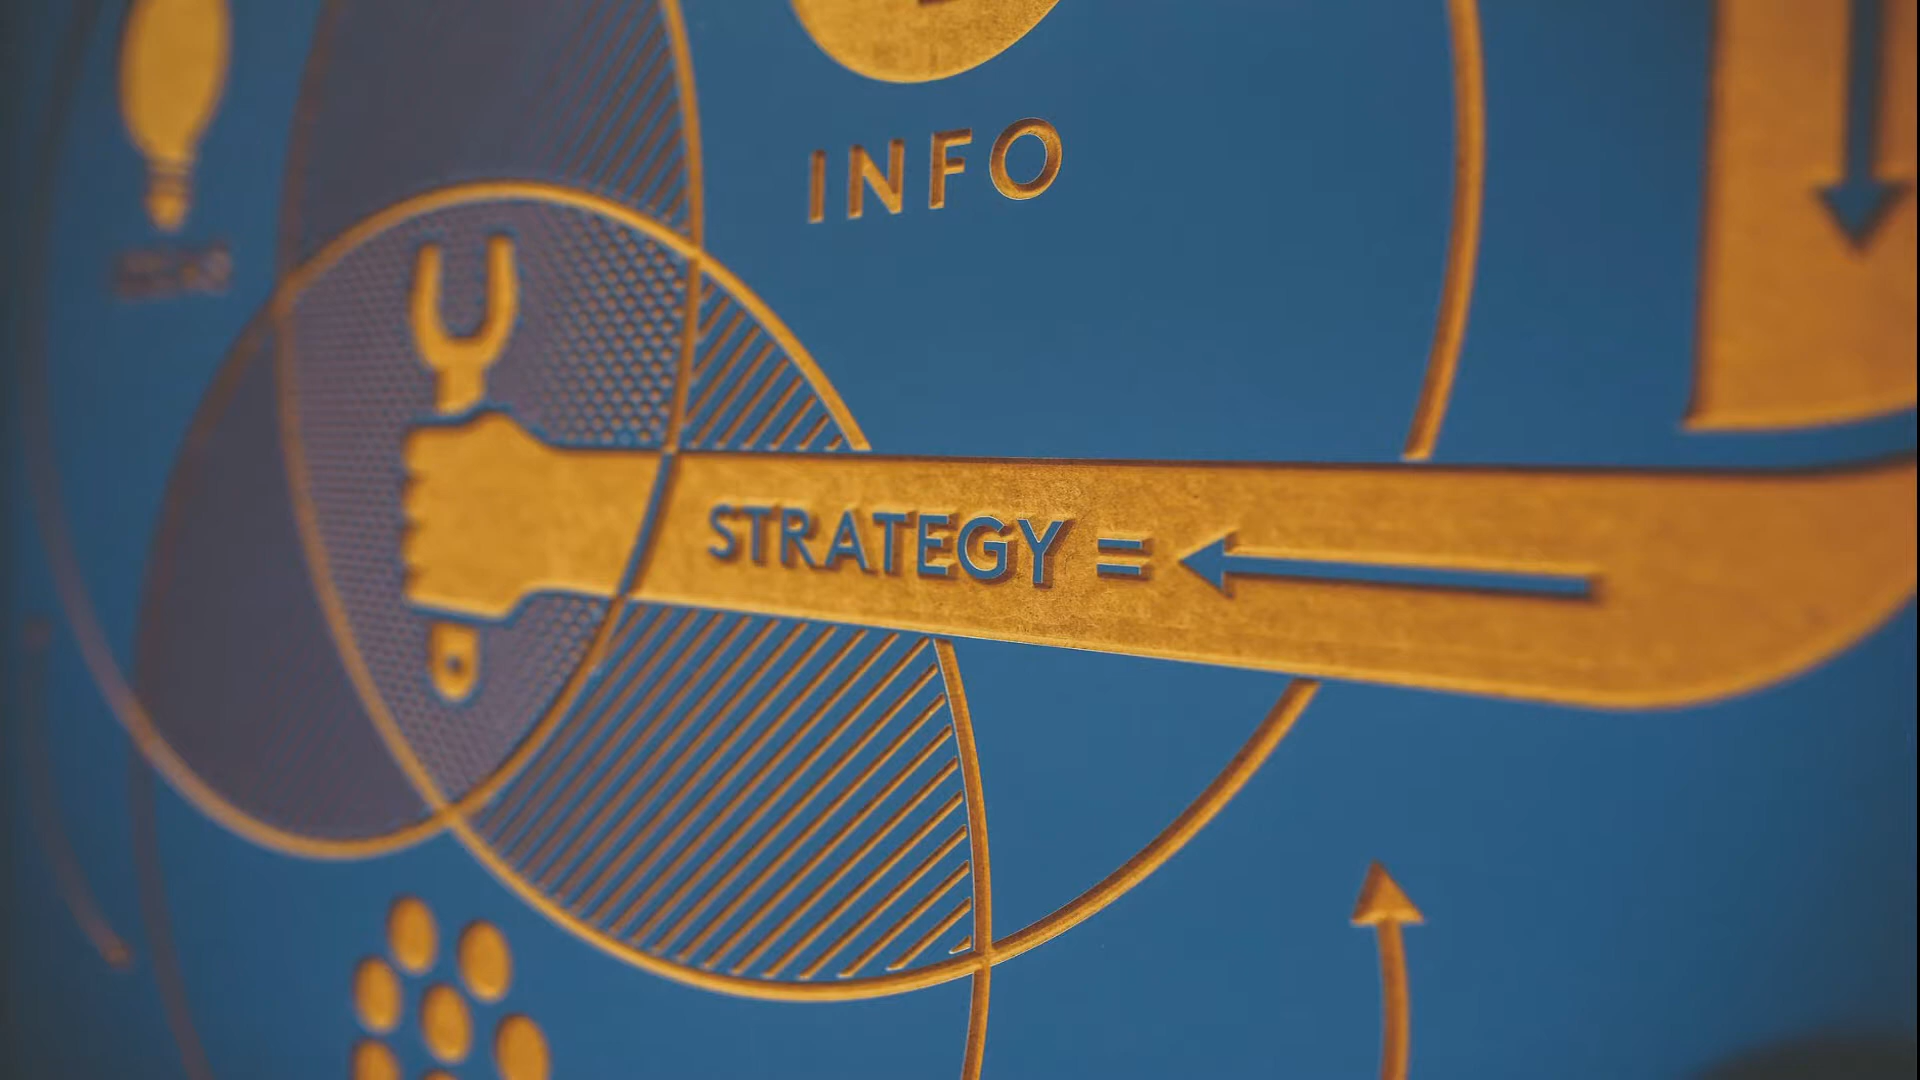 INFO
STRATEGY =